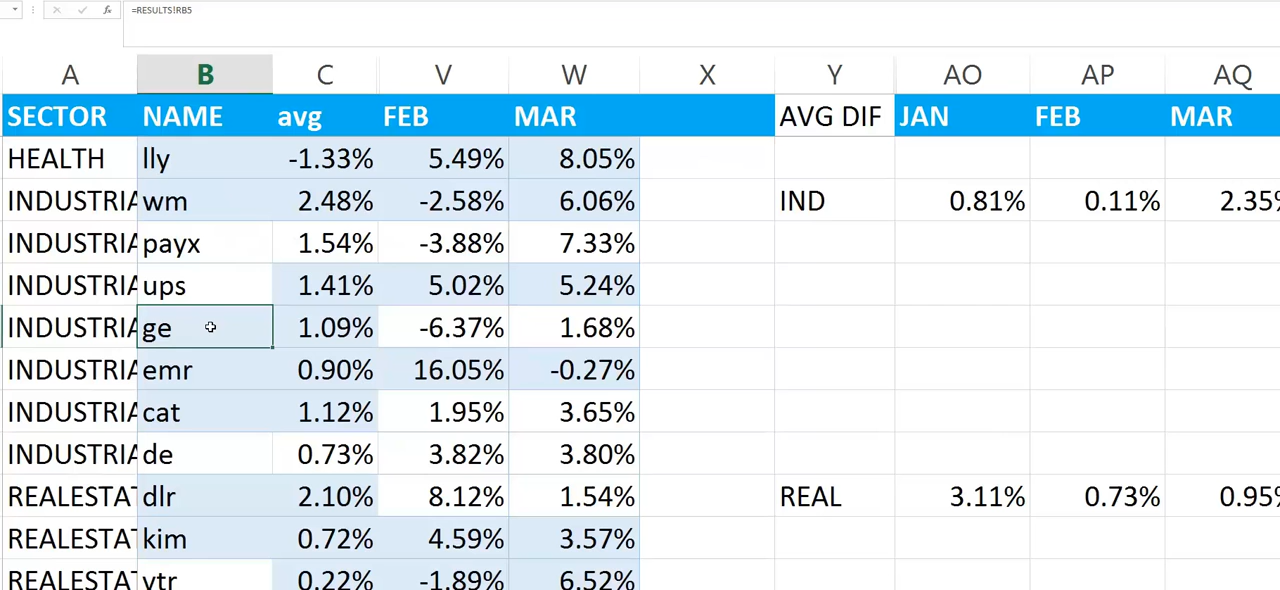 =RESULTS!RB5
A B C V W X Y AO AP AQ
SECTOR NAME avg FEB MAR AVG DIF JAN FEB MAR
HEALTH lly -1.33% 5.49% 8.05%
INDUSTRIA wm 2.48% -2.58% 6.06% IND 0.81% 0.11% 2.35%
INDUSTRIA payx 1.54% -3.88% 7.33%
INDUSTRIA ups 1.41% 5.02% 5.24%
INDUSTRIA ge 1.09% -6.37% 1.68%
INDUSTRIA emr 0.90% 16.05% -0.27%
INDUSTRIA cat 1.12% 1.95% 3.65%
INDUSTRIA de 0.73% 3.82% 3.80%
REALESTAT dlr 2.10% 8.12% 1.54% REAL 3.11% 0.73% 0.95%
REALESTAT kim 0.72% 4.59% 3.57%
REALESTAT vtr 0.22% -1.89% 6.52%